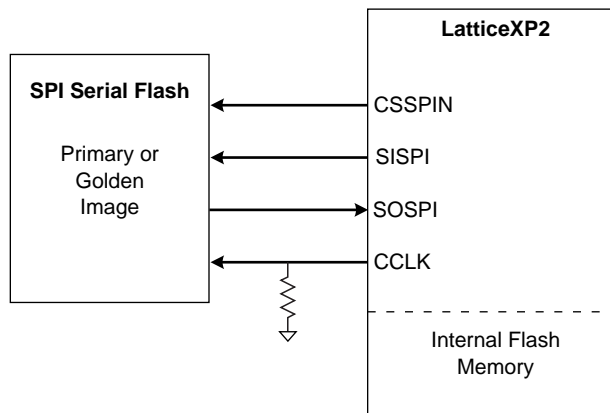 LatticeXP2
SPI Serial Flash
Primary or
Golden
Image
CSSPIN
SISPI
SOSPI
CCLK
Internal Flash
Memory